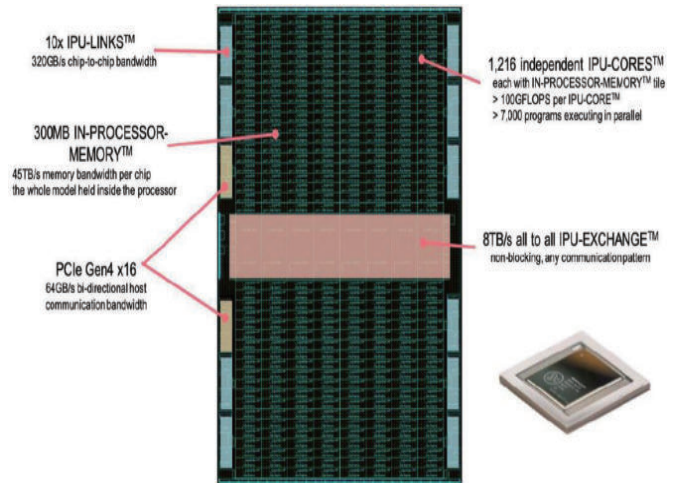 10x IPU-LINKS™
320GB/s chip-to-chip bandwidth
300MB IN-PROCESSOR-
MEMORY™
45TB/s memory bandwidth per chip
the whole model held inside the processor
PCIe Gen4 x16
64GB/s bi-directional host
communication bandwidth
1,216 independent IPU-CORES™
each with IN-PROCESSOR-MEMORY™ tile
> 100GFLOPS per IPU-CORE™
> 7,000 programs executing in parallel
8TB/s all to all IPU-EXCHANGE™
non-blocking, any communication pattern